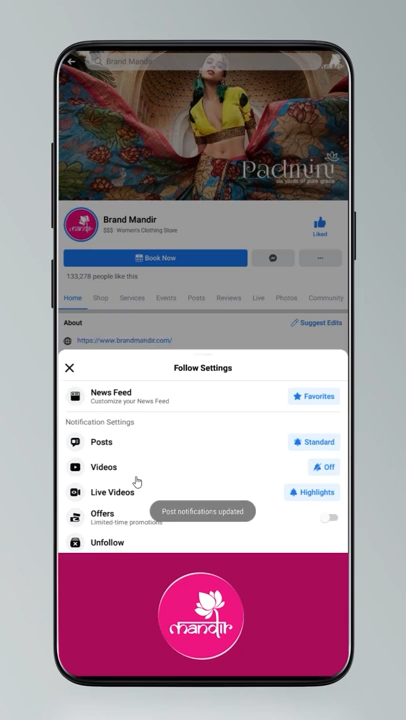 Brand Mandir
Padmini
mandir
Brand Mandir
$$$ · Women's Clothing Store
Liked
Book Now
133,278 people like this
Home Shop Services Events Posts Reviews Live Photos Community
About
Suggest Edits
https://www.brandmandir.com/
Follow Settings
News Feed
Customize your News Feed
Favorites
Notification Settings
Posts
Standard
Videos
Off
Live Videos
Highlights
Post notifications updated
Offers
Limited-time promotions
Unfollow
mandir